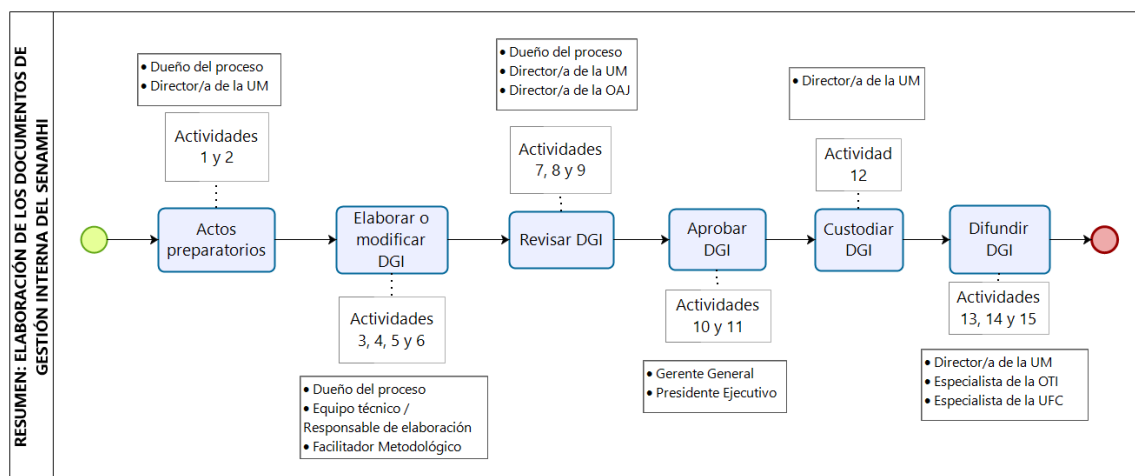 RESUMEN: ELABORACIÓN DE LOS DOCUMENTOS DE
GESTIÓN INTERNA DEL SENAMHI
• Dueño del proceso
• Director/a de la UM
Actividades
1 y 2
Actos
preparatorios
Elaborar o
modificar
DGI
Actividades
3, 4, 5 y 6
• Dueño del proceso
• Equipo técnico /
Responsable de elaboración
• Facilitador Metodológico
• Dueño del proceso
• Director/a de la UM
• Director/a de la OAJ
Actividades
7, 8 y 9
Revisar DGI
Aprobar
DGI
Actividades
10 y 11
• Gerente General
• Presidente Ejecutivo
• Director/a de la UM
Actividad
12
Custodiar
DGI
Difundir
DGI
Actividades
13, 14 y 15
• Director/a de la UM
• Especialista de la OTI
• Especialista de la UFC